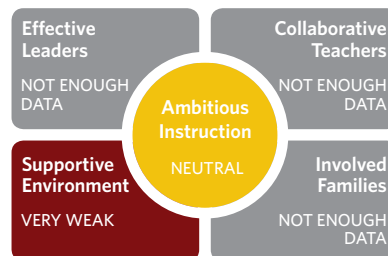 Effective
Leaders
NOT ENOUGH
DATA
Collaborative
Teachers
NOT ENOUGH
DATA
Ambitious
Instruction
NEUTRAL
Supportive
Environment
VERY WEAK
Involved
Families
NOT ENOUGH
DATA